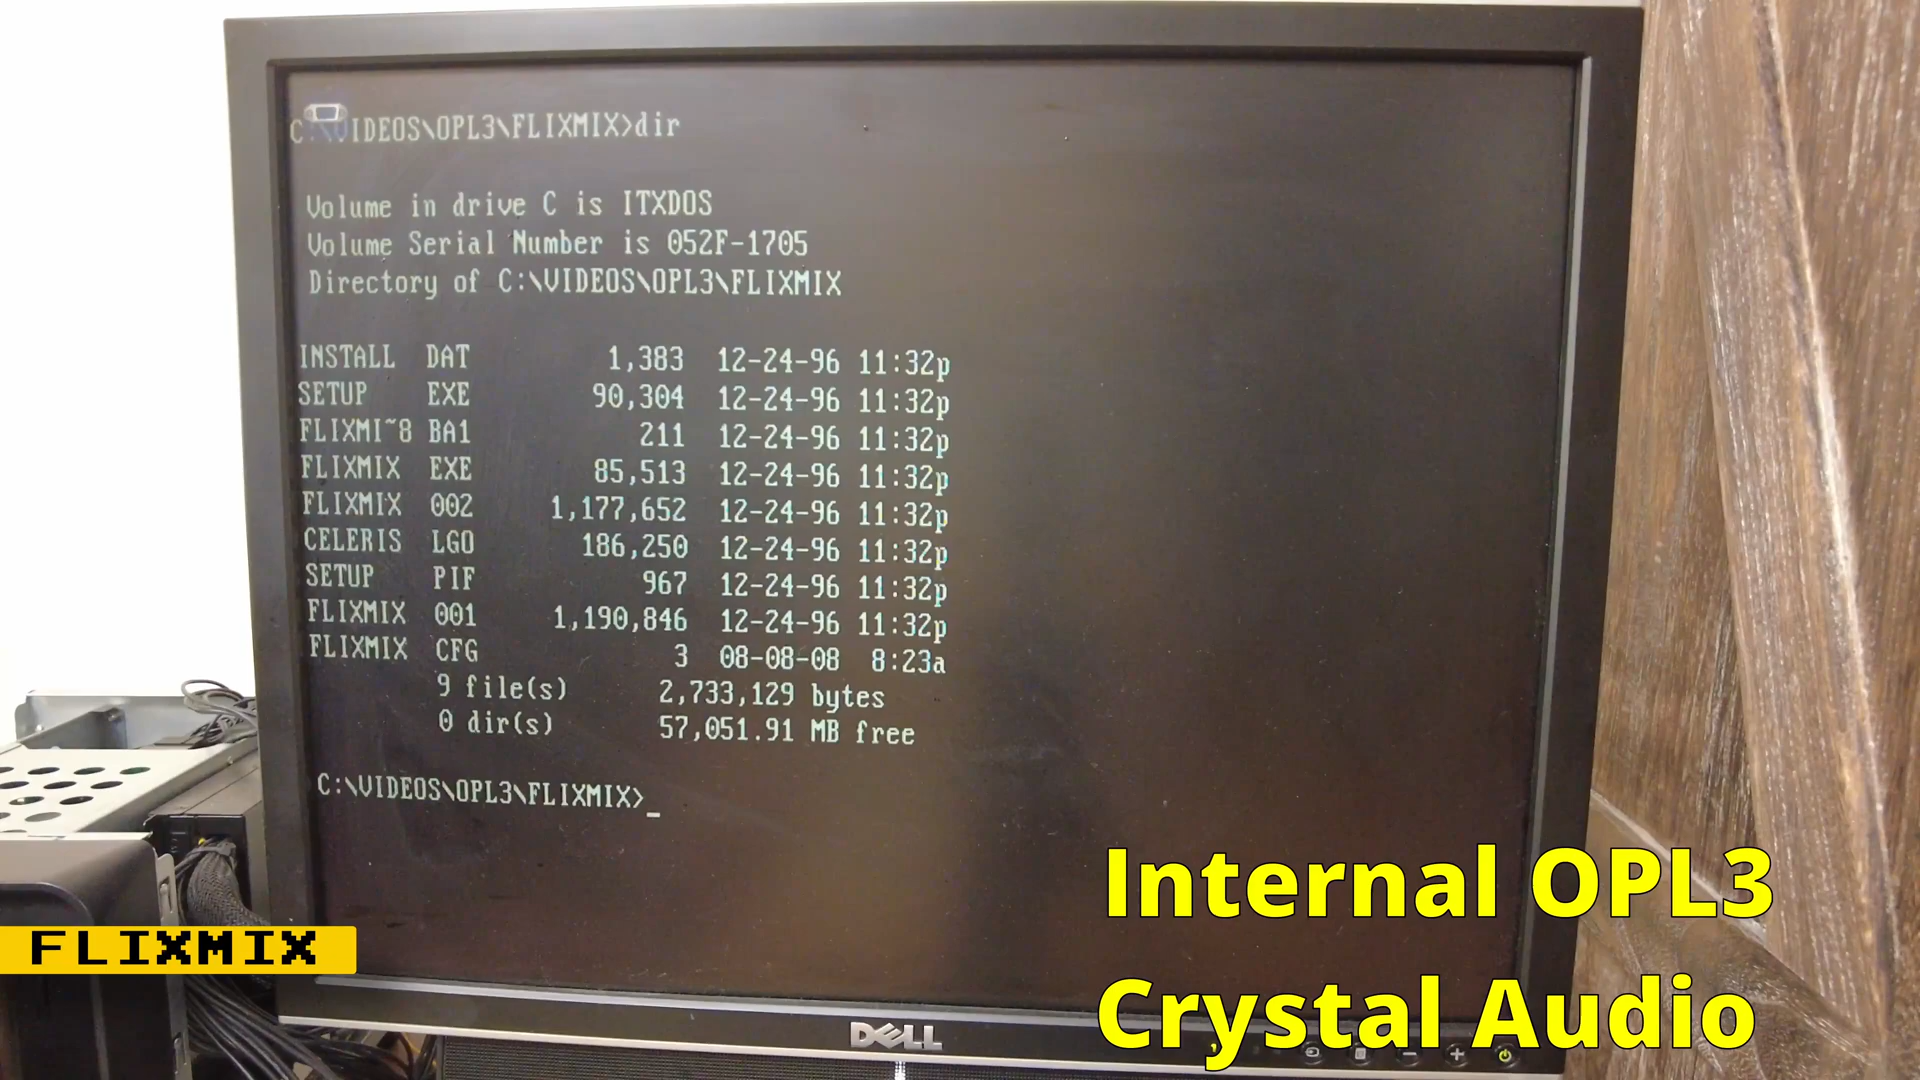 C:\VIDEOS\OPL3\FLIXMIX>dir
Volume in drive C is ITXDOS
Volume Serial Number is 052F-1705
Directory of C:\VIDEOS\OPL3\FLIXMIX
INSTALL DAT 1,383 12-24-96 11:32p
SETUP EXE 90,304 12-24-96 11:32p
FLIXMI~8 BA1 211 12-24-96 11:32p
FLIXMIX EXE 85,513 12-24-96 11:32p
FLIXMIX 002 1,177,652 12-24-96 11:32p
CELERIS LGO 186,250 12-24-96 11:32p
SETUP PIF 967 12-24-96 11:32p
FLIXMIX 001 1,190,846 12-24-96 11:32p
FLIXMIX CFG 3 08-08-08 8:23a
9 file(s) 2,733,129 bytes
0 dir(s) 57,051.91 MB free
C:\VIDEOS\OPL3\FLIXMIX>_
Internal OPL3
FLIXMIX
Crystal Audio
DELL